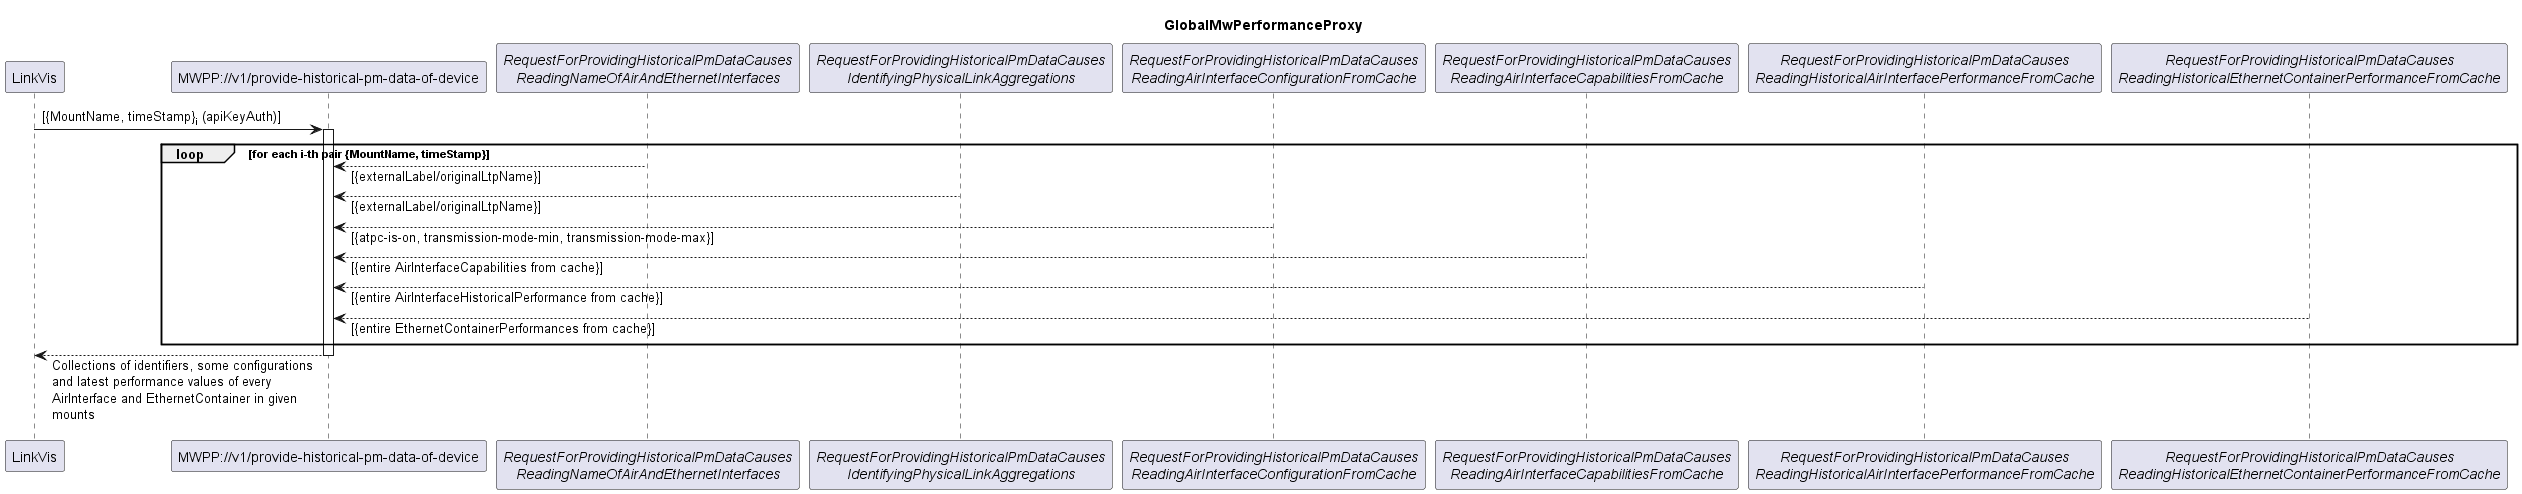 GlobalMwPerformanceProxy
LinkVis
MWPP://v1/provide-historical-pm-data-of-device
RequestForProvidingHistoricalPmDataCauses
ReadingNameOfAirAndEthernetInterfaces
RequestForProvidingHistoricalPmDataCauses
IdentifyingPhysicalLinkAggregations
RequestForProvidingHistoricalPmDataCauses
ReadingAirInterfaceConfigurationFromCache
RequestForProvidingHistoricalPmDataCauses
ReadingAirInterfaceCapabilitiesFromCache
RequestForProvidingHistoricalPmDataCauses
ReadingHistoricalAirInterfacePerformanceFromCache
RequestForProvidingHistoricalPmDataCauses
ReadingHistoricalEthernetContainerPerformanceFromCache
[{MountName, timeStamp}i (apiKeyAuth)]
loop [for each i-th pair {MountName, timeStamp}]
[{externalLabel/originalLtpName}]
[{externalLabel/originalLtpName}]
[{atpc-is-on, transmission-mode-min, transmission-mode-max}]
[{entire AirInterfaceCapabilities from cache}]
[{entire AirInterfaceHistoricalPerformance from cache}]
[{entire EthernetContainerPerformances from cache}]
Collections of identifiers, some configurations
and latest performance values of every
AirInterface and EthernetContainer in given
mounts
LinkVis
MWPP://v1/provide-historical-pm-data-of-device
RequestForProvidingHistoricalPmDataCauses
ReadingNameOfAirAndEthernetInterfaces
RequestForProvidingHistoricalPmDataCauses
IdentifyingPhysicalLinkAggregations
RequestForProvidingHistoricalPmDataCauses
ReadingAirInterfaceConfigurationFromCache
RequestForProvidingHistoricalPmDataCauses
ReadingAirInterfaceCapabilitiesFromCache
RequestForProvidingHistoricalPmDataCauses
ReadingHistoricalAirInterfacePerformanceFromCache
RequestForProvidingHistoricalPmDataCauses
ReadingHistoricalEthernetContainerPerformanceFromCache